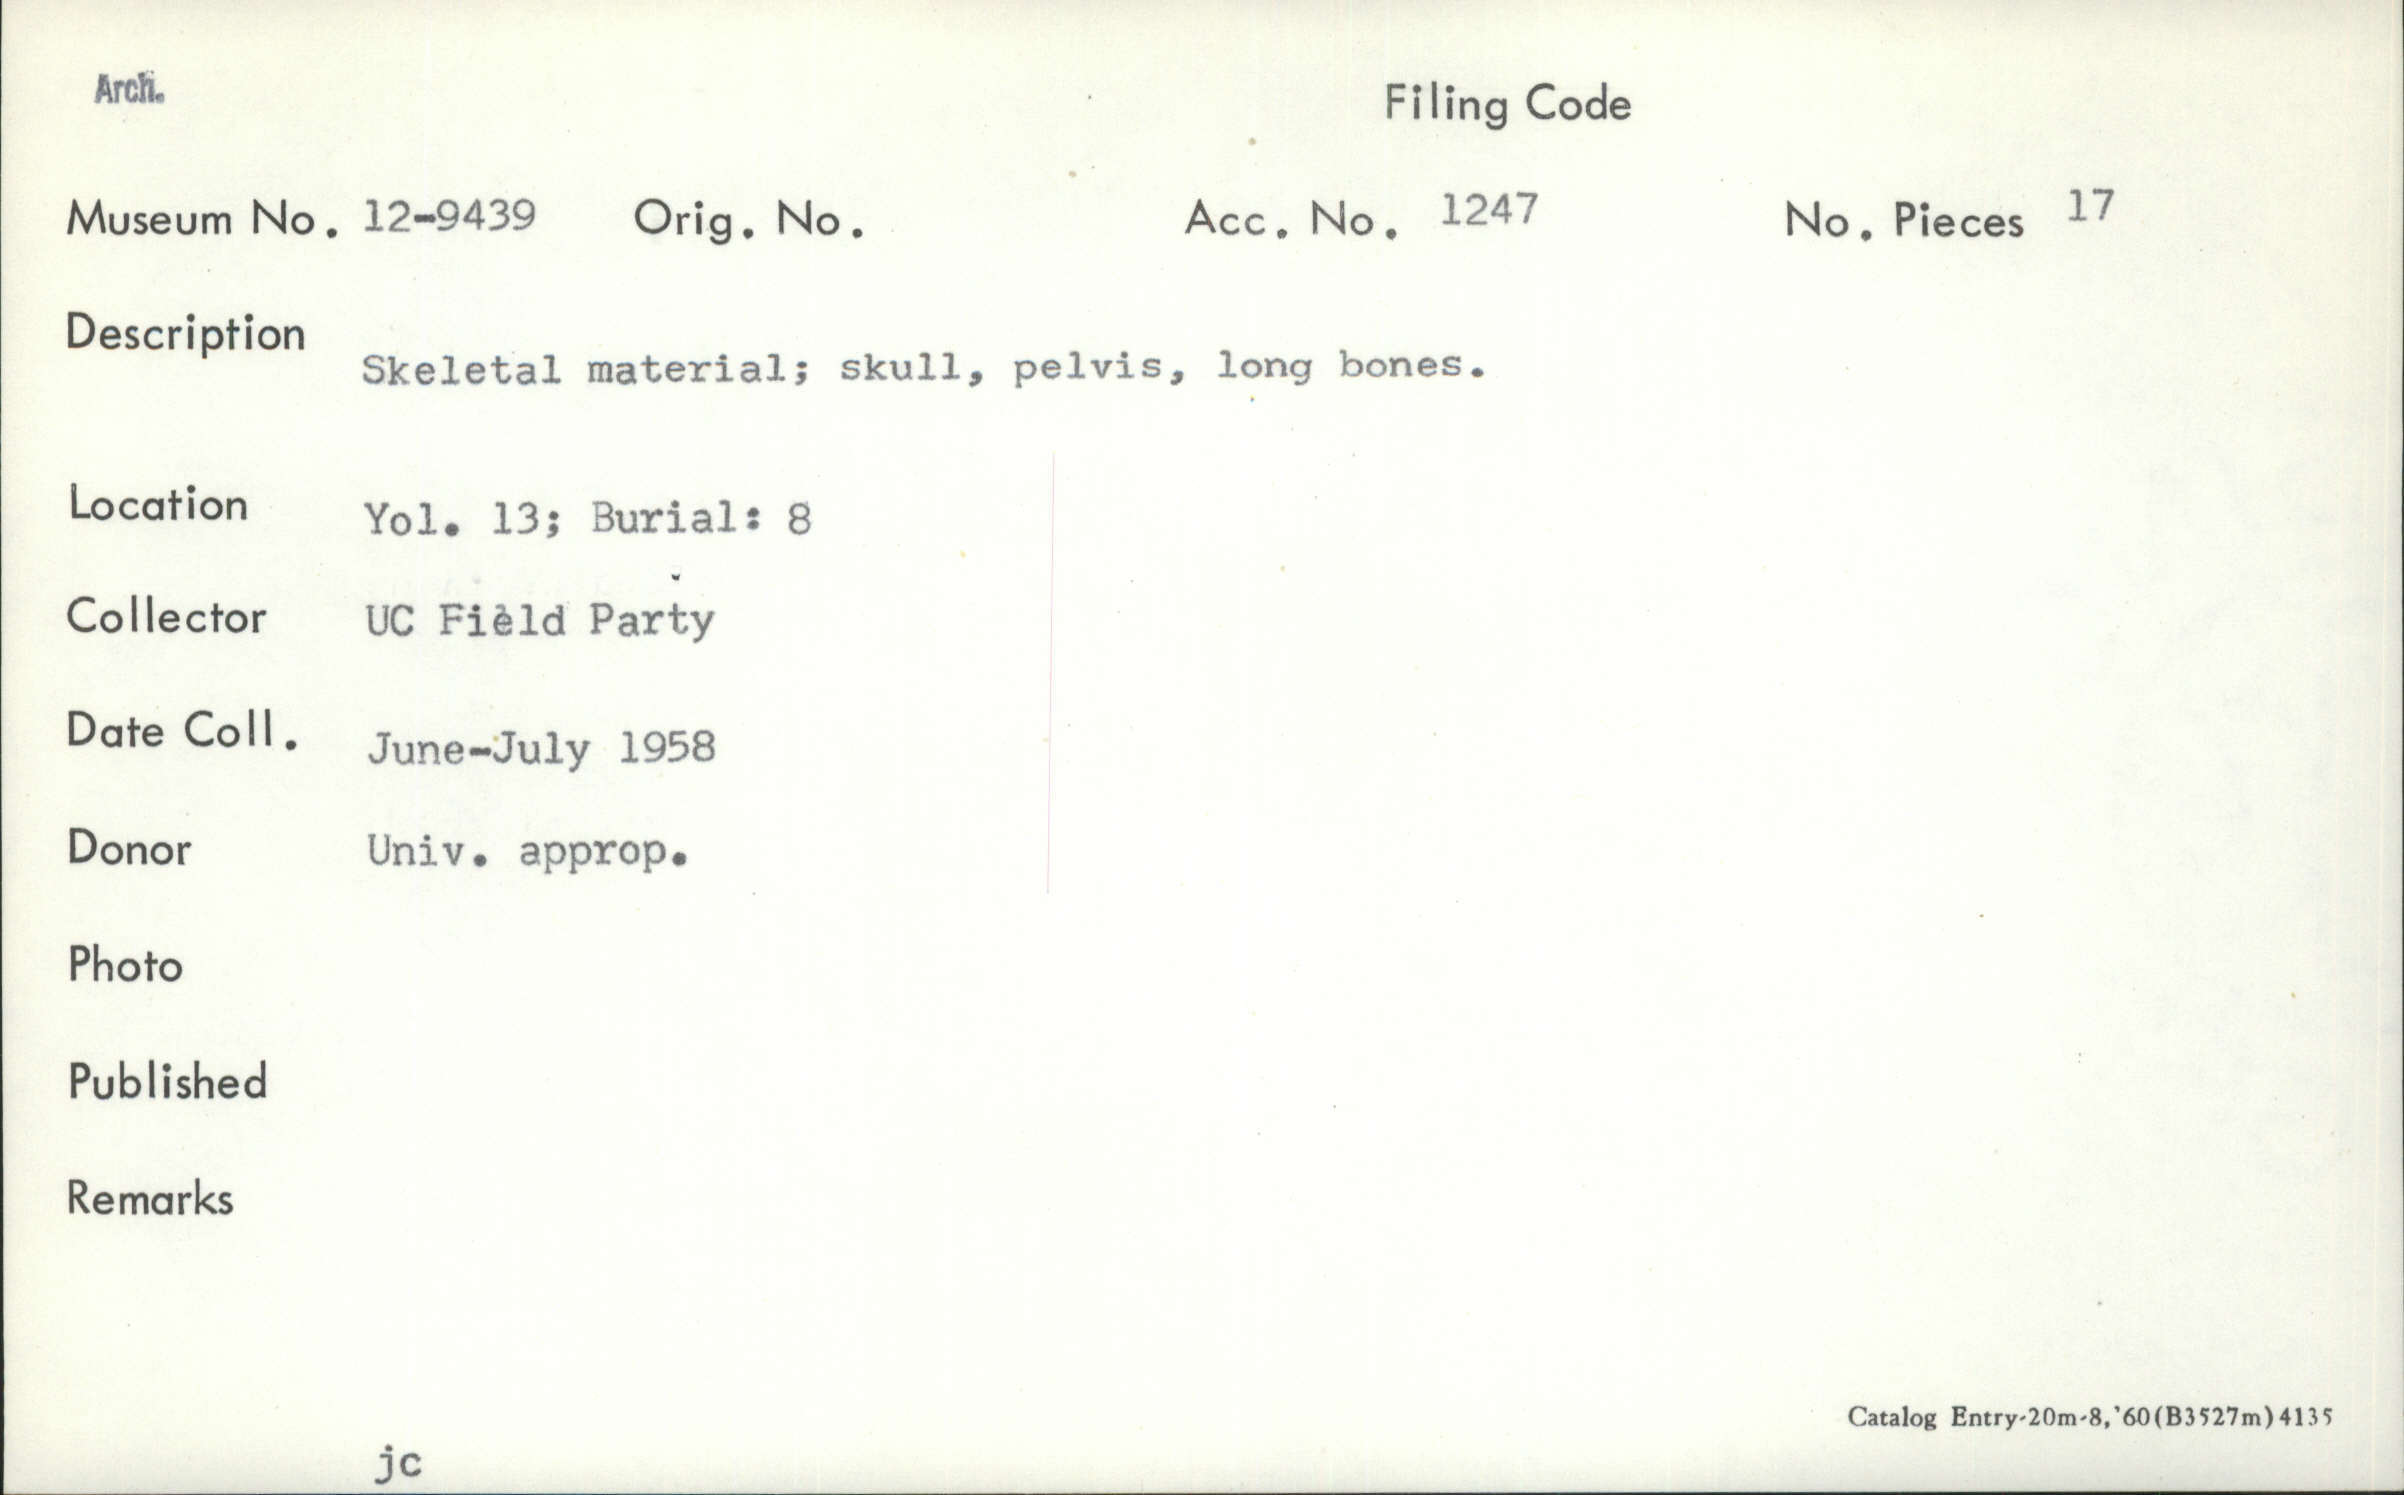 Arch.
Filing Code
Museum No. 12-9439 Orig. No. Acc. No. 1247 No. Pieces 17
Description
Skeletal material; skull, pelvis, long bones.
Location Yol. 13; Burial: 8
Collector UC Field Party
Date Coll. June-July 1958
Donor Univ. approp.
Photo
Published
Remarks
Catalog Entry-20m-8,'60(B3527m)4135
jc